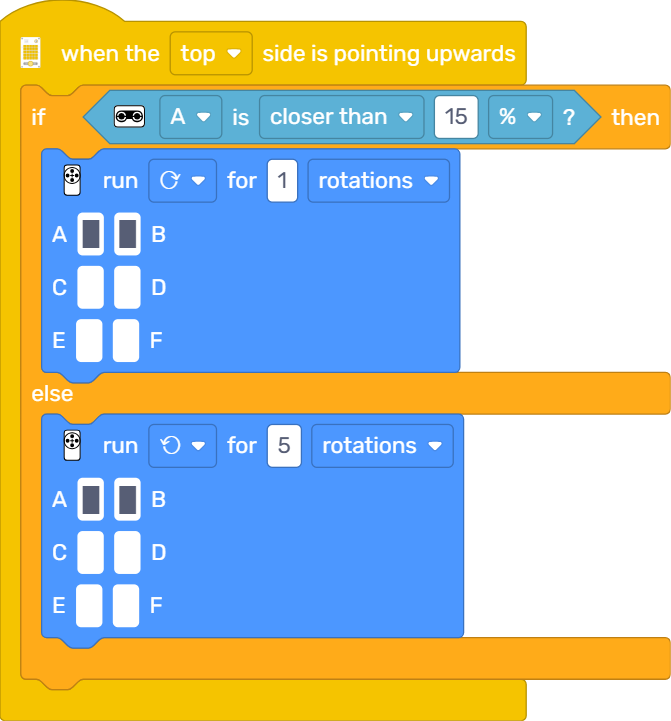 when the top side is pointing upwards
if A is closer than 15 % ? then
run for 1 rotations
A B
C D
E F
else
run for 5 rotations
A B
C D
E F